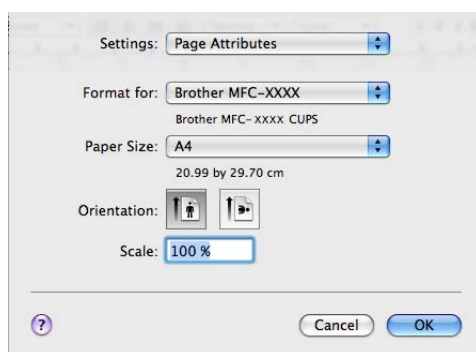 Settings: Page Attributes
Format for: Brother MFC-XXXX
Brother MFC- XXXX CUPS
Paper Size: A4
20.99 by 29.70 cm
Orientation:
Scale: 100 %
? Cancel OK